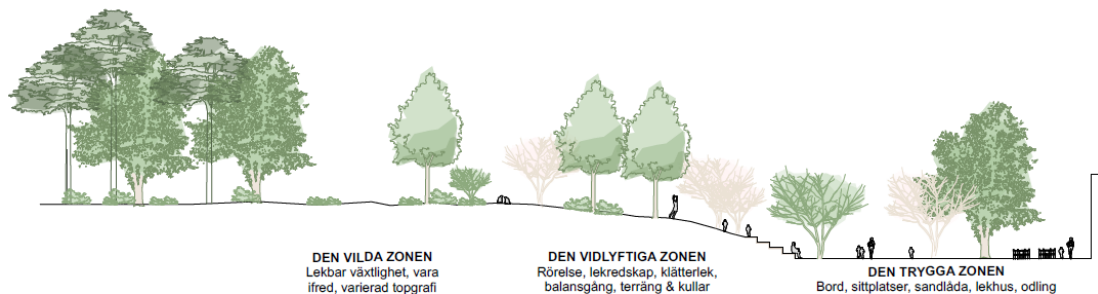 DEN VILDA ZONEN
Lekbar växtlighet, vara
ifred, varierad topgrafi
DEN VIDLYFTIGA ZONEN
Rörelse, lekredskap, klätterlek,
balansgång, terräng & kullar
DEN TRYGGA ZONEN
Bord, sittplatser, sandlåda, lekhus, odling